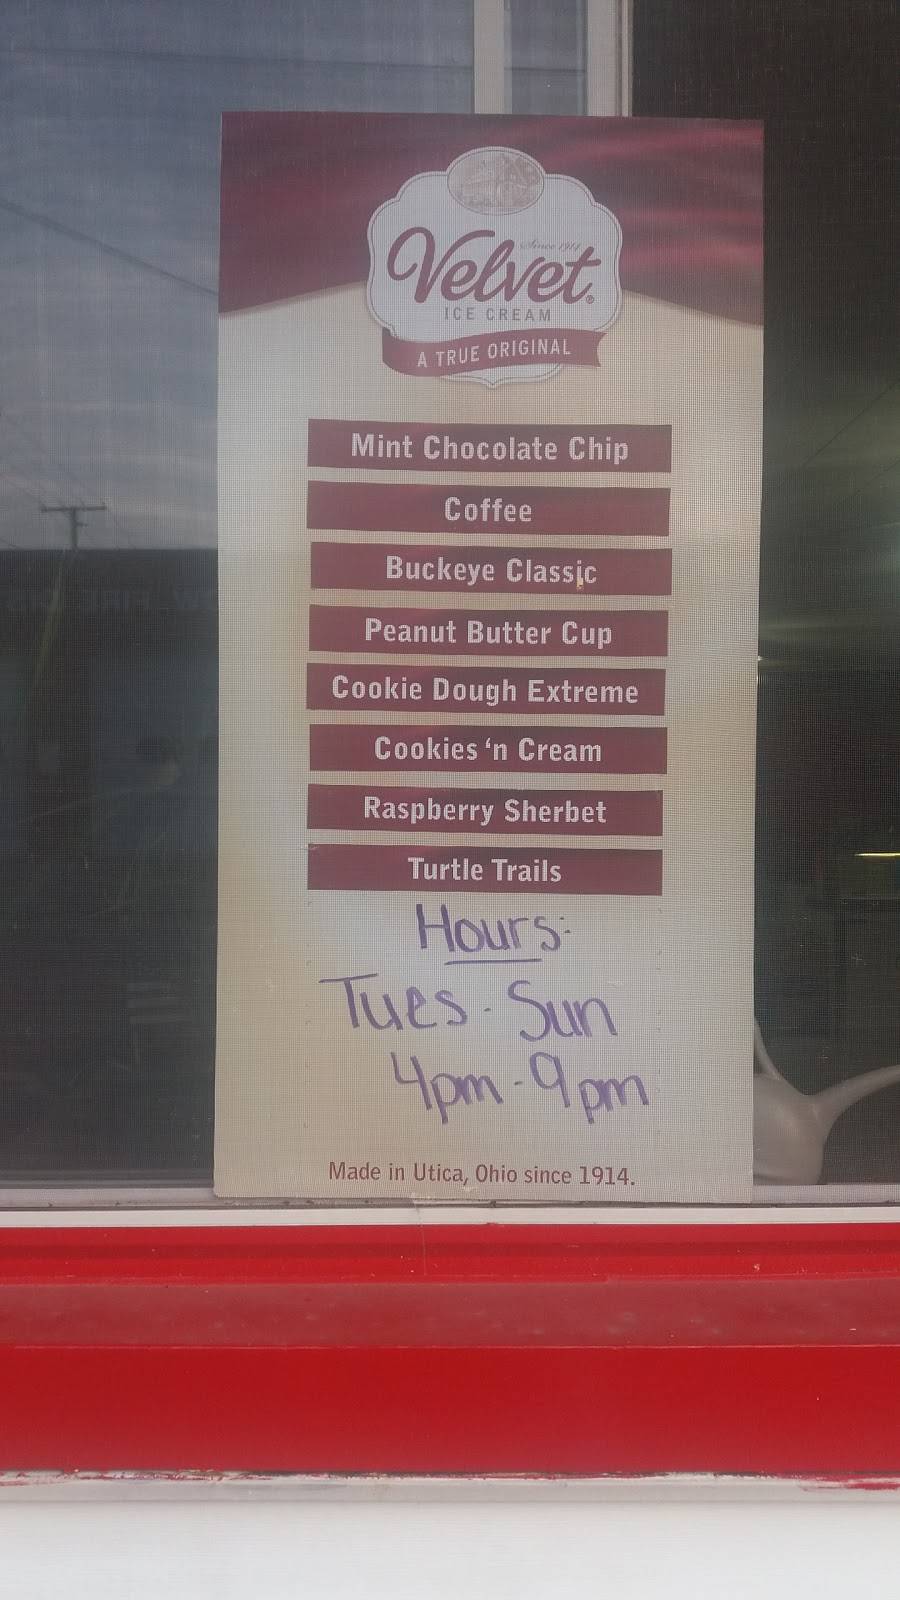 Since 1914
Velvet®
ICE CREAM
A TRUE ORIGINAL
Mint Chocolate Chip
Coffee
Buckeye Classic
Peanut Butter Cup
Cookie Dough Extreme
Cookies 'n Cream
Raspberry Sherbet
Turtle Trails
Hours:
Tues - Sun
4pm - 9pm
Made in Utica, Ohio since 1914.